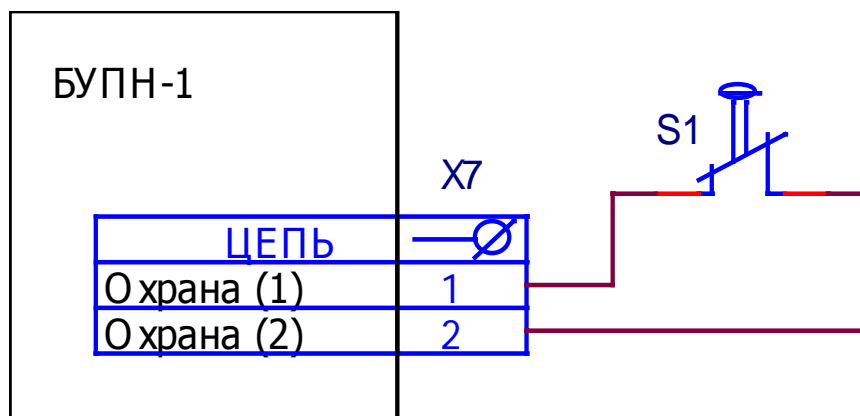 БУПН-1
S1
X7
ЦЕПЬ
Охрана (1) 1
Охрана (2) 2